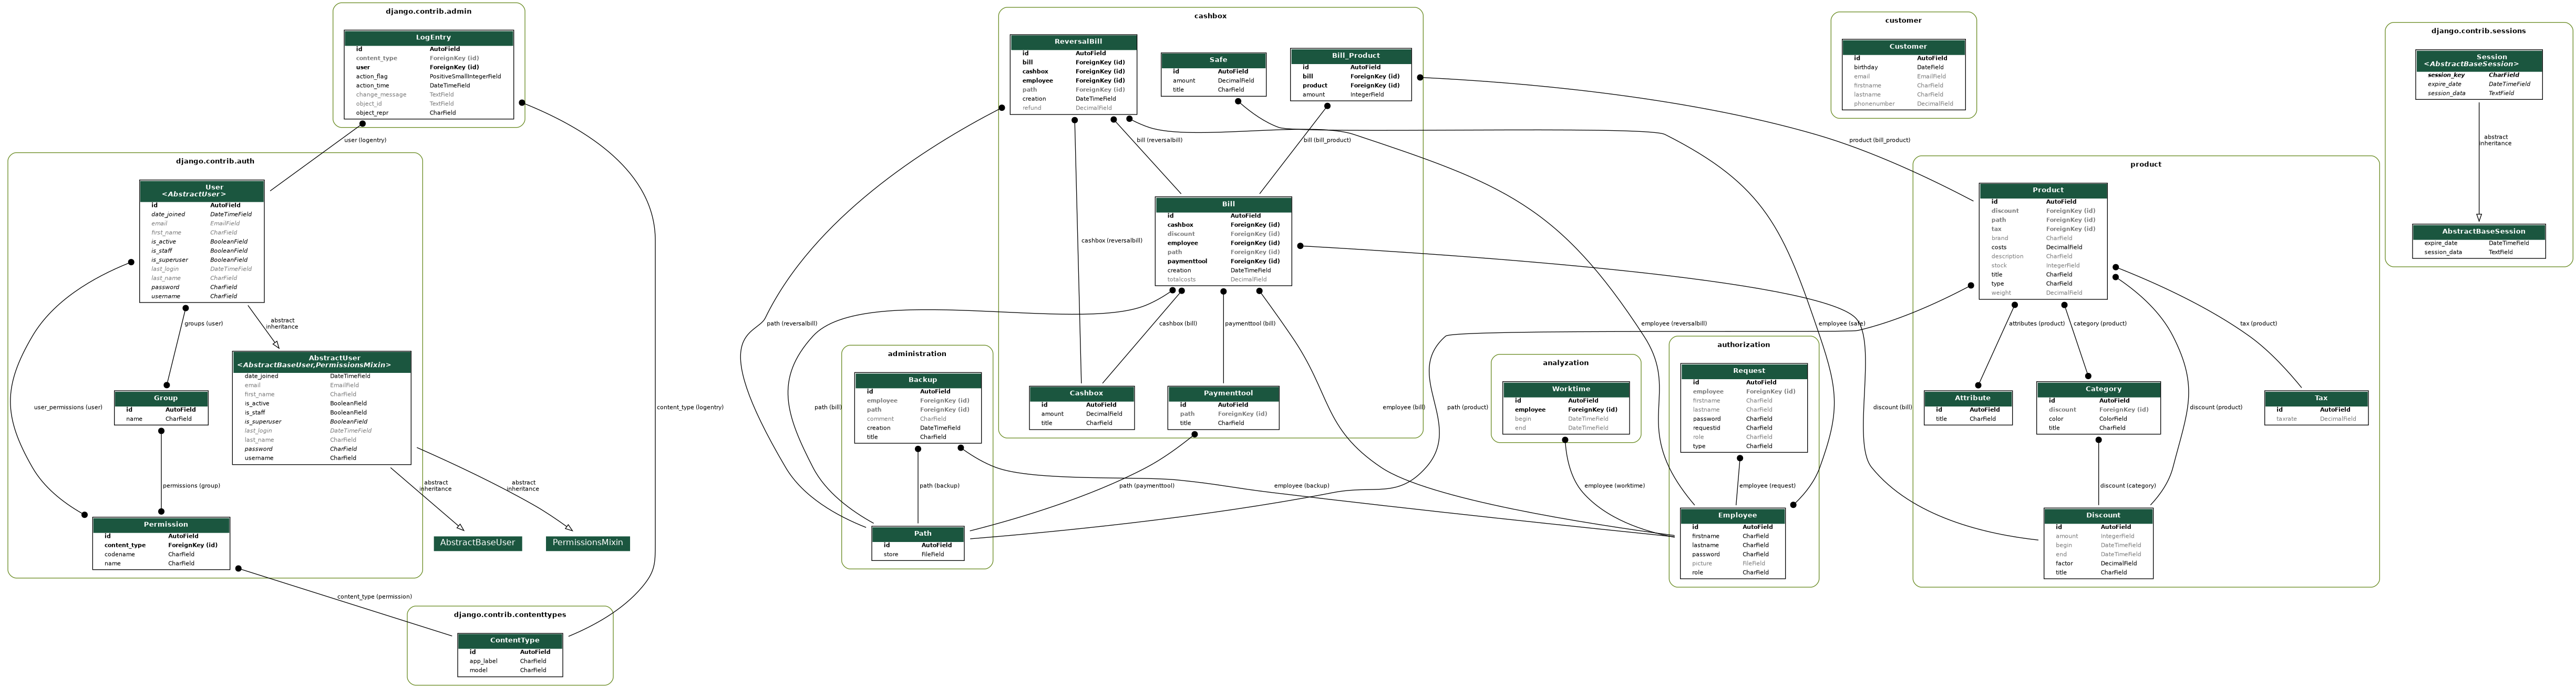 django.contrib.admin
LogEntry
id AutoField
content_type ForeignKey (id)
user ForeignKey (id)
action_flag PositiveSmallIntegerField
action_time DateTimeField
change_message TextField
object_id TextField
object_repr CharField
user (logentry)
content_type (logentry)
django.contrib.auth
User
<AbstractUser>
id AutoField
date_joined DateTimeField
email EmailField
first_name CharField
is_active BooleanField
is_staff BooleanField
is_superuser BooleanField
last_login DateTimeField
last_name CharField
password CharField
username CharField
groups (user)
abstract
inheritance
user_permissions (user)
AbstractUser
<AbstractBaseUser,PermissionsMixin>
date_joined DateTimeField
email EmailField
first_name CharField
is_active BooleanField
is_staff BooleanField
is_superuser BooleanField
last_login DateTimeField
last_name CharField
password CharField
username CharField
Group
id AutoField
name CharField
permissions (group)
abstract
inheritance
abstract
inheritance
Permission
id AutoField
content_type ForeignKey (id)
codename CharField
name CharField
AbstractBaseUser
PermissionsMixin
content_type (permission)
django.contrib.contenttypes
ContentType
id AutoField
app_label CharField
model CharField
cashbox
ReversalBill
id AutoField
bill ForeignKey (id)
cashbox ForeignKey (id)
employee ForeignKey (id)
path ForeignKey (id)
creation DateTimeField
refund DecimalField
Safe
id AutoField
amount DecimalField
title CharField
Bill_Product
id AutoField
bill ForeignKey (id)
product ForeignKey (id)
amount IntegerField
bill (reversalbill)
bill (bill_product)
product (bill_product)
cashbox (reversalbill)
Bill
id AutoField
cashbox ForeignKey (id)
discount ForeignKey (id)
employee ForeignKey (id)
path ForeignKey (id)
paymenttool ForeignKey (id)
creation DateTimeField
totalcosts DecimalField
path (reversalbill)
cashbox (bill)
paymenttool (bill)
employee (reversalbill)
employee (safe)
Cashbox
id AutoField
amount DecimalField
title CharField
Paymenttool
id AutoField
path ForeignKey (id)
title CharField
path (bill)
employee (bill)
path (product)
discount (bill)
administration
Backup
id AutoField
employee ForeignKey (id)
path ForeignKey (id)
comment CharField
creation DateTimeField
title CharField
path (backup)
path (paymenttool)
employee (backup)
Path
id AutoField
store FileField
analyzation
Worktime
id AutoField
employee ForeignKey (id)
begin DateTimeField
end DateTimeField
employee (worktime)
authorization
Request
id AutoField
employee ForeignKey (id)
firstname CharField
lastname CharField
password CharField
requestid CharField
role CharField
type CharField
employee (request)
Employee
id AutoField
firstname CharField
lastname CharField
password CharField
picture FileField
role CharField
customer
Customer
id AutoField
birthday DateField
email EmailField
firstname CharField
lastname CharField
phonenumber DecimalField
product
Product
id AutoField
discount ForeignKey (id)
path ForeignKey (id)
tax ForeignKey (id)
brand CharField
costs DecimalField
description CharField
stock IntegerField
title CharField
type CharField
weight DecimalField
attributes (product)
category (product)
tax (product)
Attribute
id AutoField
title CharField
Category
id AutoField
discount ForeignKey (id)
color ColorField
title CharField
discount (product)
Tax
id AutoField
taxrate DecimalField
discount (category)
Discount
id AutoField
amount IntegerField
begin DateTimeField
end DateTimeField
factor DecimalField
title CharField
django.contrib.sessions
Session
<AbstractBaseSession>
session_key CharField
expire_date DateTimeField
session_data TextField
abstract
inheritance
AbstractBaseSession
expire_date DateTimeField
session_data TextField